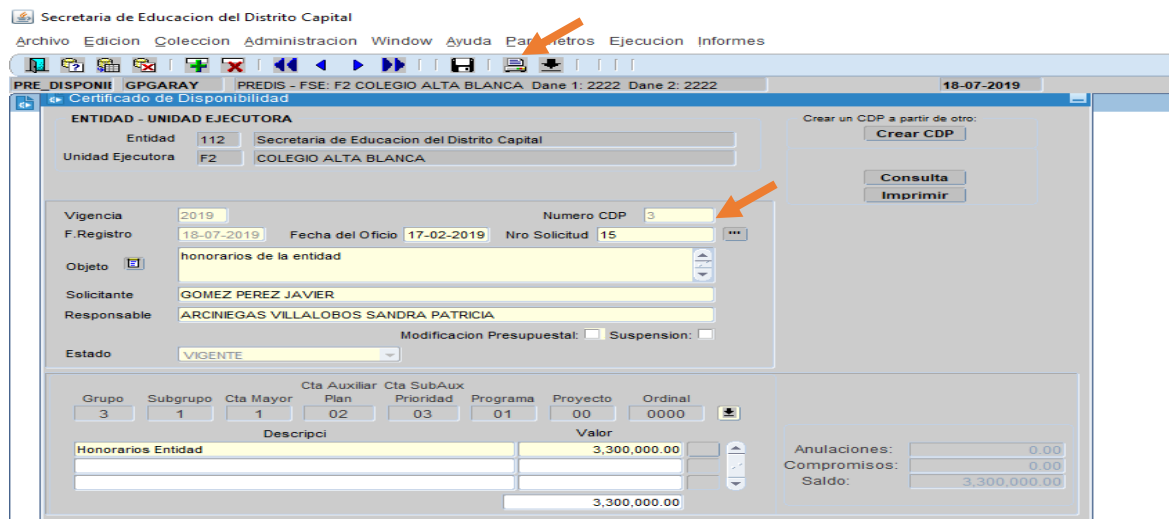 Secretaria de Educacion del Distrito Capital
Archivo Edicion Coleccion Administracion Window Ayuda Parametros Ejecucion Informes
PRE_DISPONII GPGARAY PREDIS - FSE: F2 COLEGIO ALTA BLANCA Dane 1: 2222 Dane 2: 2222 18-07-2019
Certificado de Disponibilidad
ENTIDAD - UNIDAD EJECUTORA
Crear un CDP a partir de otro:
Entidad 112 Secretaria de Educacion del Distrito Capital
Crear CDP
Unidad Ejecutora F2 COLEGIO ALTA BLANCA
Consulta
Imprimir
Vigencia 2019 Numero CDP 3
F.Registro 18-07-2019 Fecha del Oficio 17-02-2019 Nro Solicitud 15 ...
Objeto honorarios de la entidad
Solicitante GOMEZ PEREZ JAVIER
Responsable ARCINIEGAS VILLALOBOS SANDRA PATRICIA
Modificacion Presupuestal: Suspension:
Estado VIGENTE
Cta Auxiliar Cta SubAux
Grupo Subgrupo Cta Mayor Plan Prioridad Programa Proyecto Ordinal
3 1 1 02 03 01 00 0000
Descripci Valor
Honorarios Entidad 3,300,000.00
Anulaciones: 0.00
Compromisos: 0.00
Saldo: 3,300,000.00
3,300,000.00